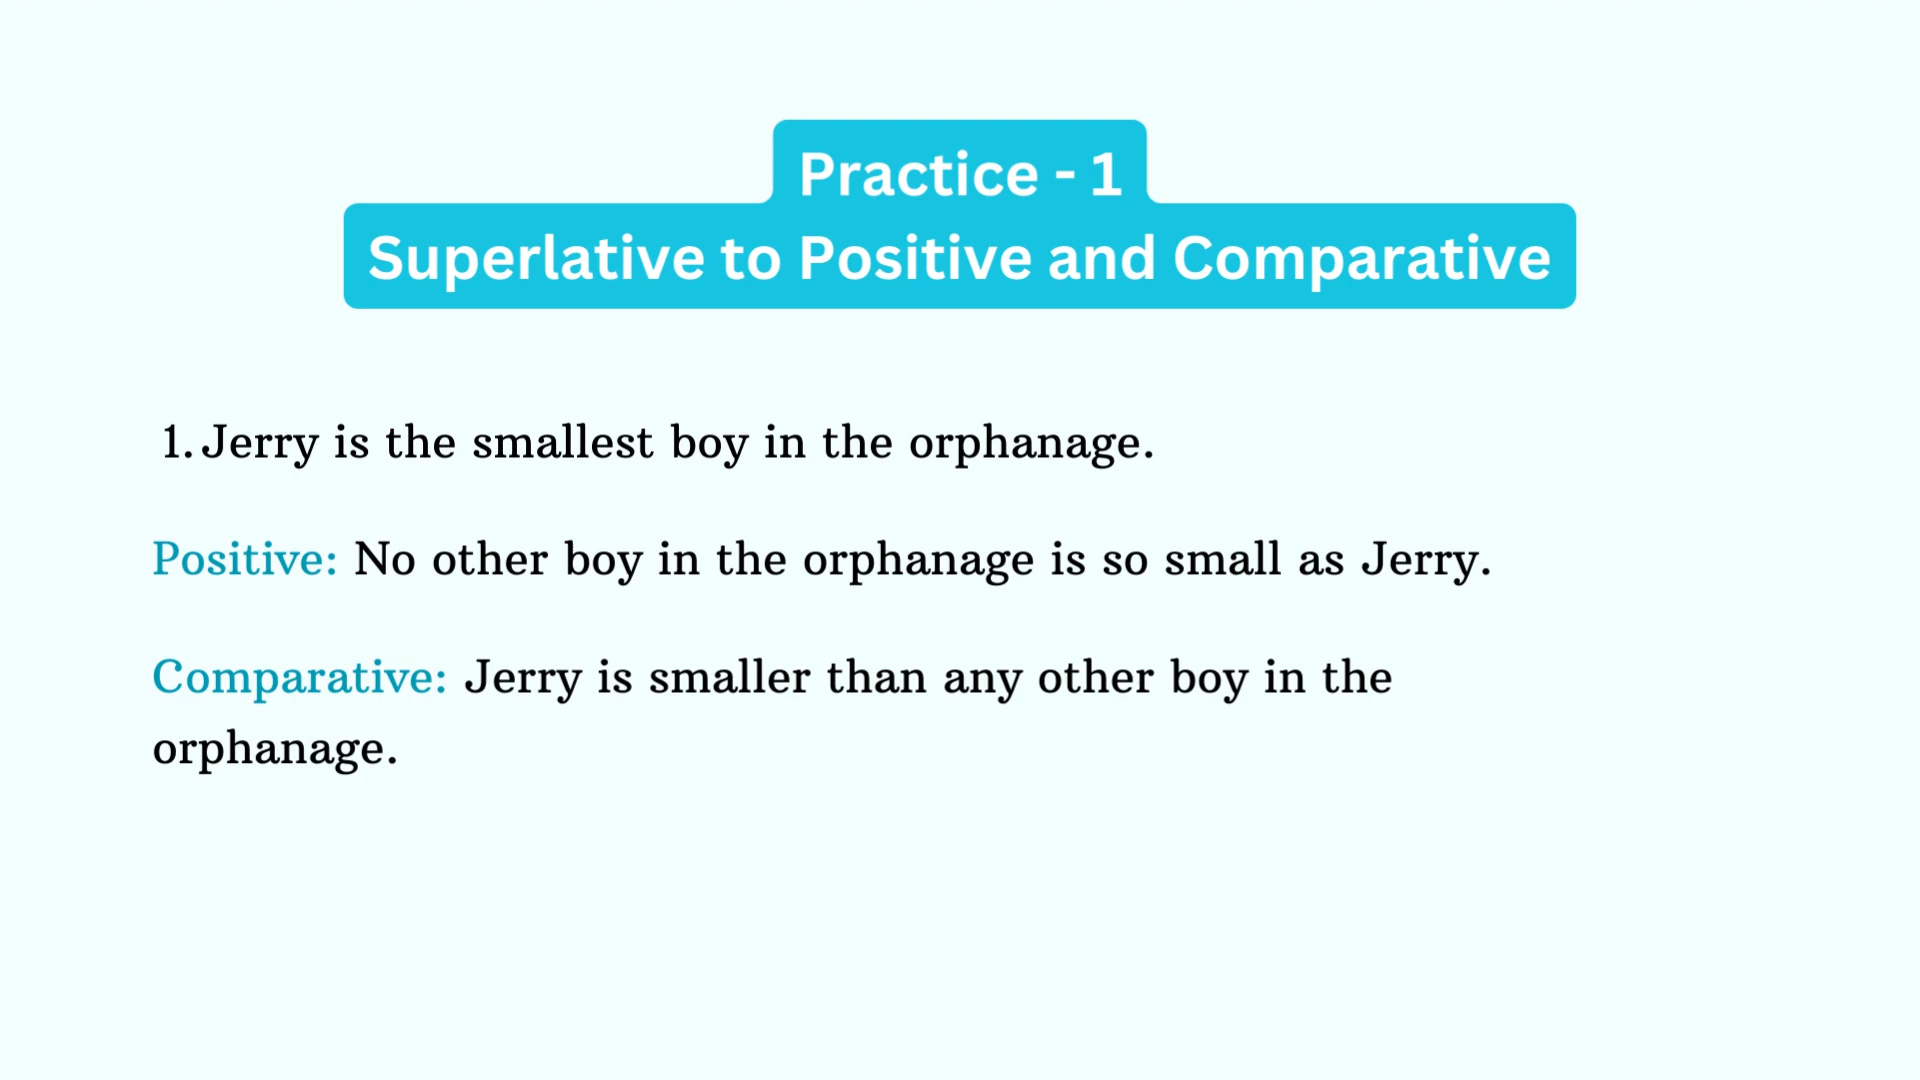 Practice - 1
Superlative to Positive and Comparative
1. Jerry is the smallest boy in the orphanage.
Positive: No other boy in the orphanage is so small as Jerry.
Comparative: Jerry is smaller than any other boy in the
orphanage.